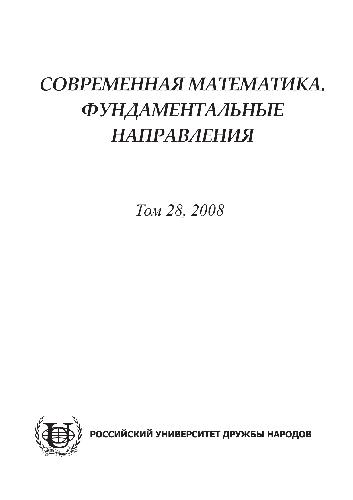 СОВРЕМЕННАЯ МАТЕМАТИКА.
ФУНДАМЕНТАЛЬНЫЕ
НАПРАВЛЕНИЯ
Том 28, 2008
РОССИЙСКИЙ УНИВЕРСИТЕТ ДРУЖБЫ НАРОДОВ